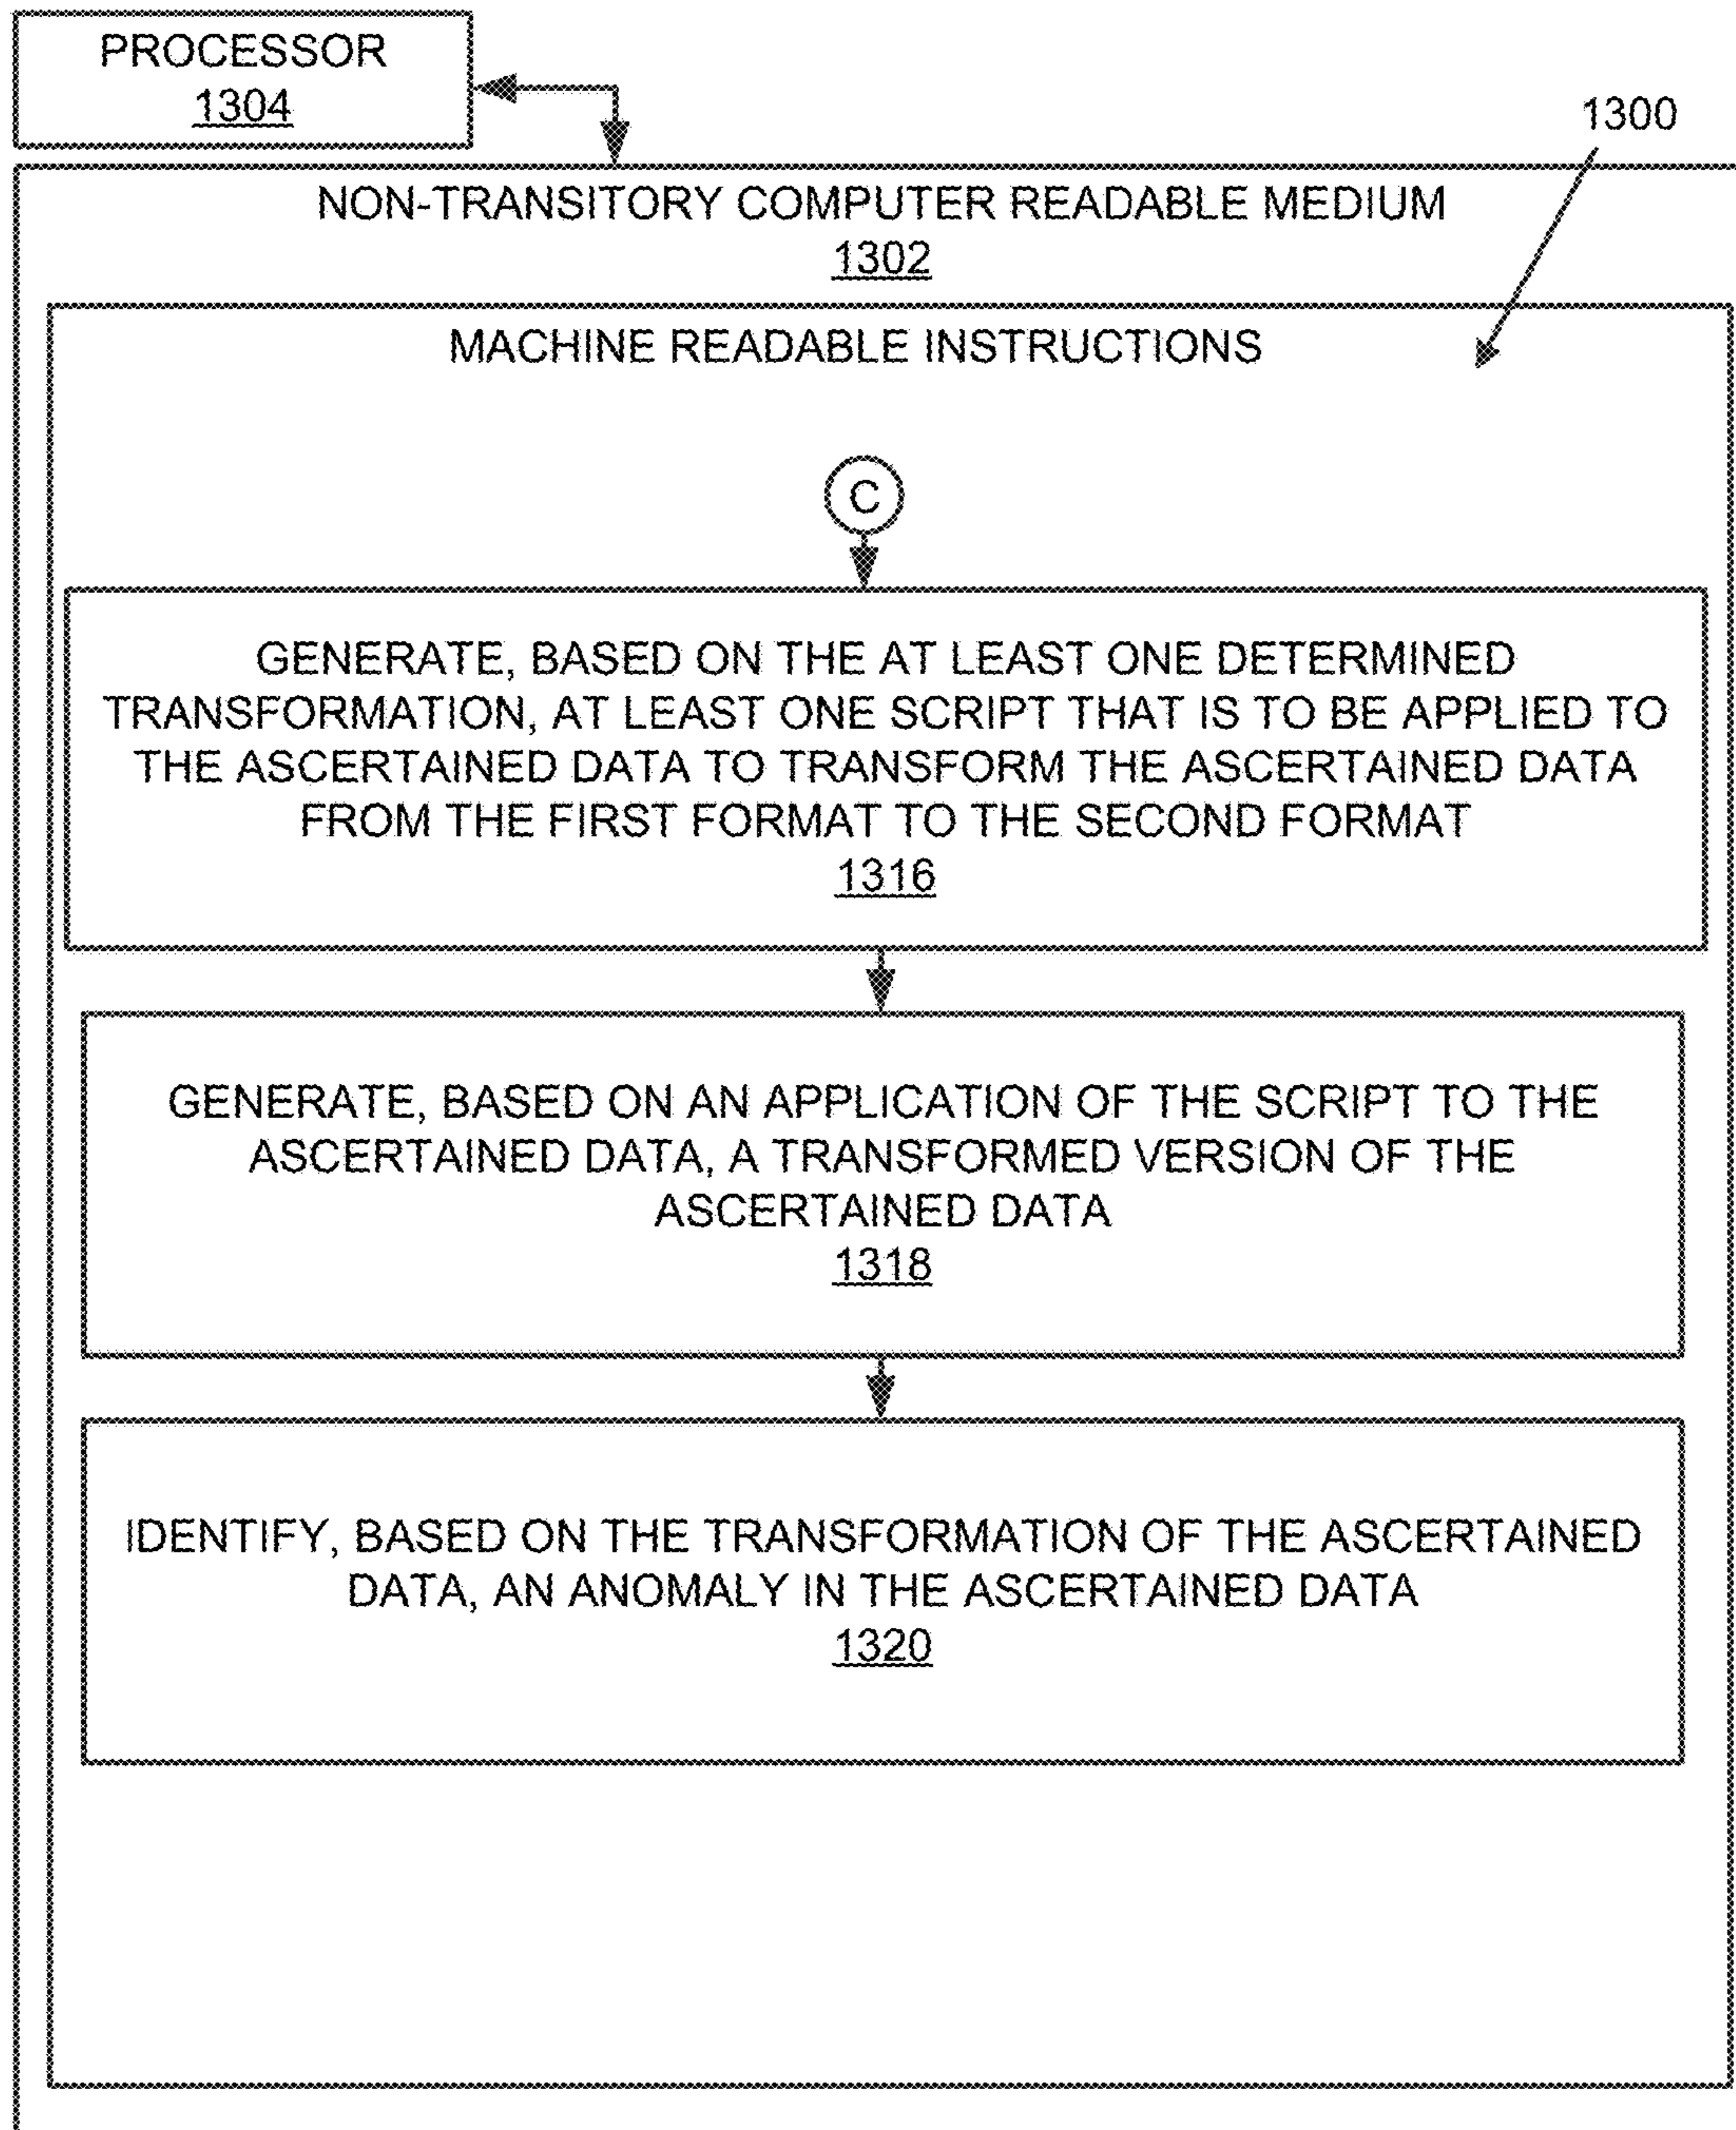 PROCESSOR
1304
1300
NON-TRANSITORY COMPUTER READABLE MEDIUM
1302
MACHINE READABLE INSTRUCTIONS
C
GENERATE, BASED ON THE AT LEAST ONE DETERMINED
TRANSFORMATION, AT LEAST ONE SCRIPT THAT IS TO BE APPLIED TO
THE ASCERTAINED DATA TO TRANSFORM THE ASCERTAINED DATA
FROM THE FIRST FORMAT TO THE SECOND FORMAT
1316
GENERATE, BASED ON AN APPLICATION OF THE SCRIPT TO THE
ASCERTAINED DATA, A TRANSFORMED VERSION OF THE
ASCERTAINED DATA
1318
IDENTIFY, BASED ON THE TRANSFORMATION OF THE ASCERTAINED
DATA, AN ANOMALY IN THE ASCERTAINED DATA
1320